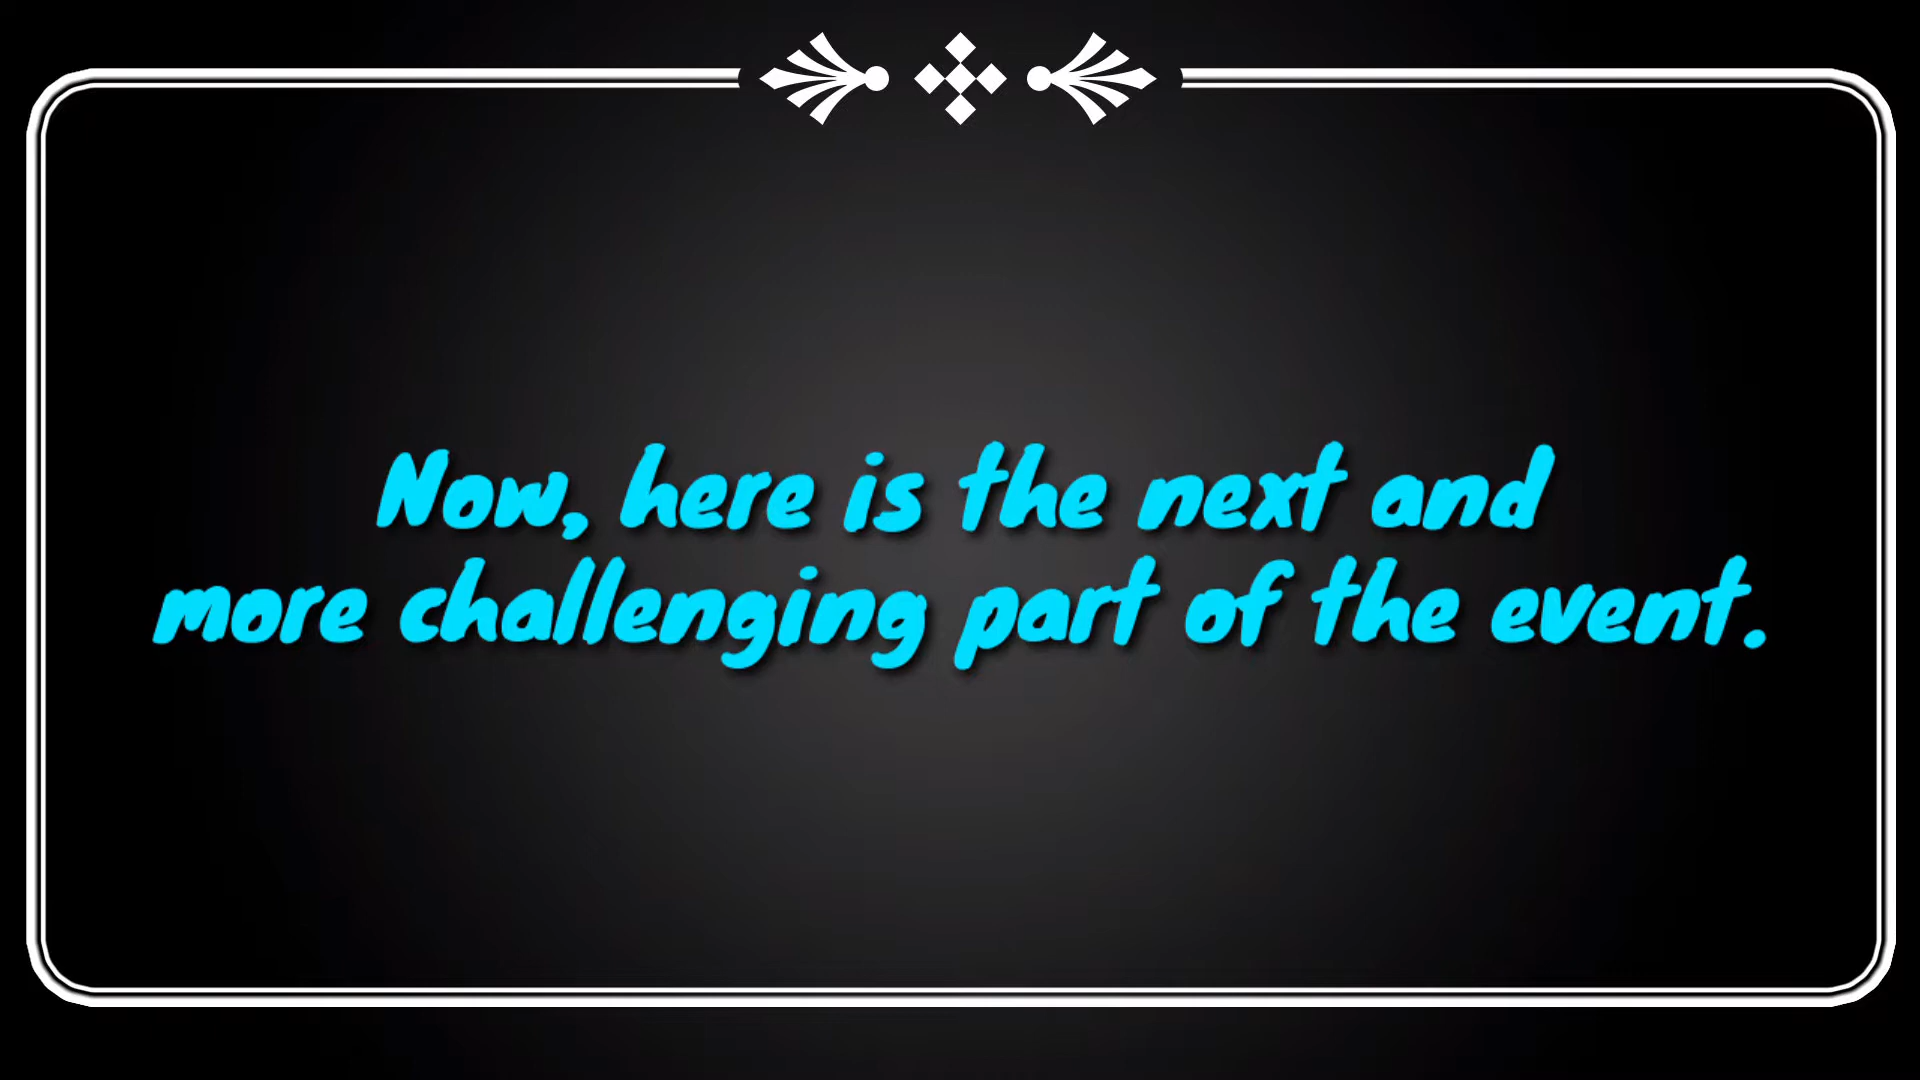 Now, here is the next and
more challenging part of the event.